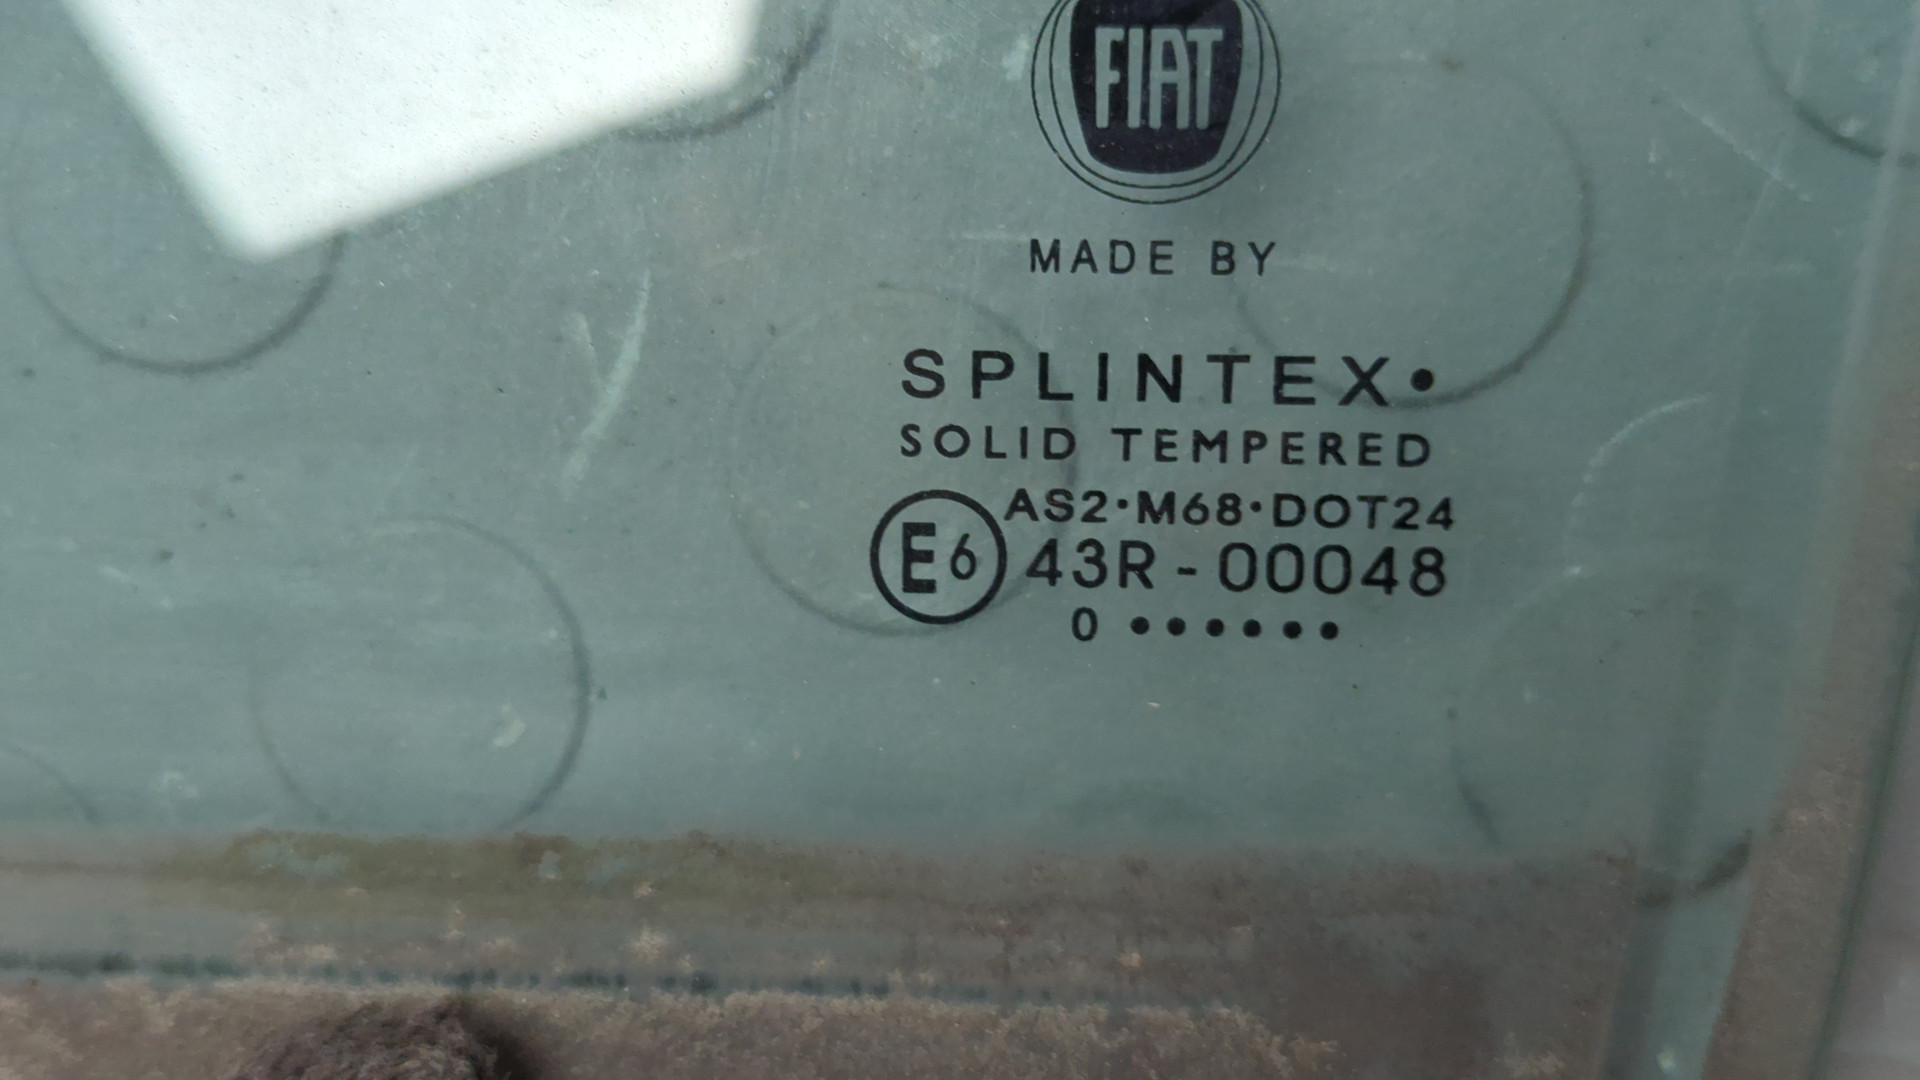 FIAT
MADE BY
SPLINTEX•
SOLID TEMPERED
AS2·M68·DOT24
E6 43R-00048
0 ••••••